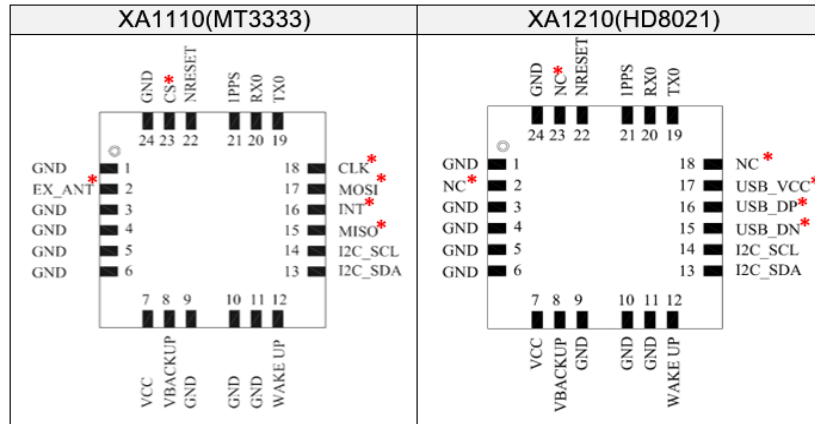 XA1110(MT3333)
GND CS* NRESET 1PPS RX0 TX0
24 23 22 21 20 19
GND 1 18 CLK*
EX_ANT* 2 17 MOSI*
GND 3 16 INT*
GND 4 15 MISO*
GND 5 14 I2C_SCL
GND 6 13 I2C_SDA
7 8 9 10 11 12
VCC VBACKUP GND GND GND WAKE UP
XA1210(HD8021)
GND NC* NRESET 1PPS RX0 TX0
24 23 22 21 20 19
GND 1 18 NC *
NC* 2 17 USB_VCC*
GND 3 16 USB_DP*
GND 4 15 USB_DN*
GND 5 14 I2C_SCL
GND 6 13 I2C_SDA
7 8 9 10 11 12
VCC VBACKUP GND GND GND WAKE UP